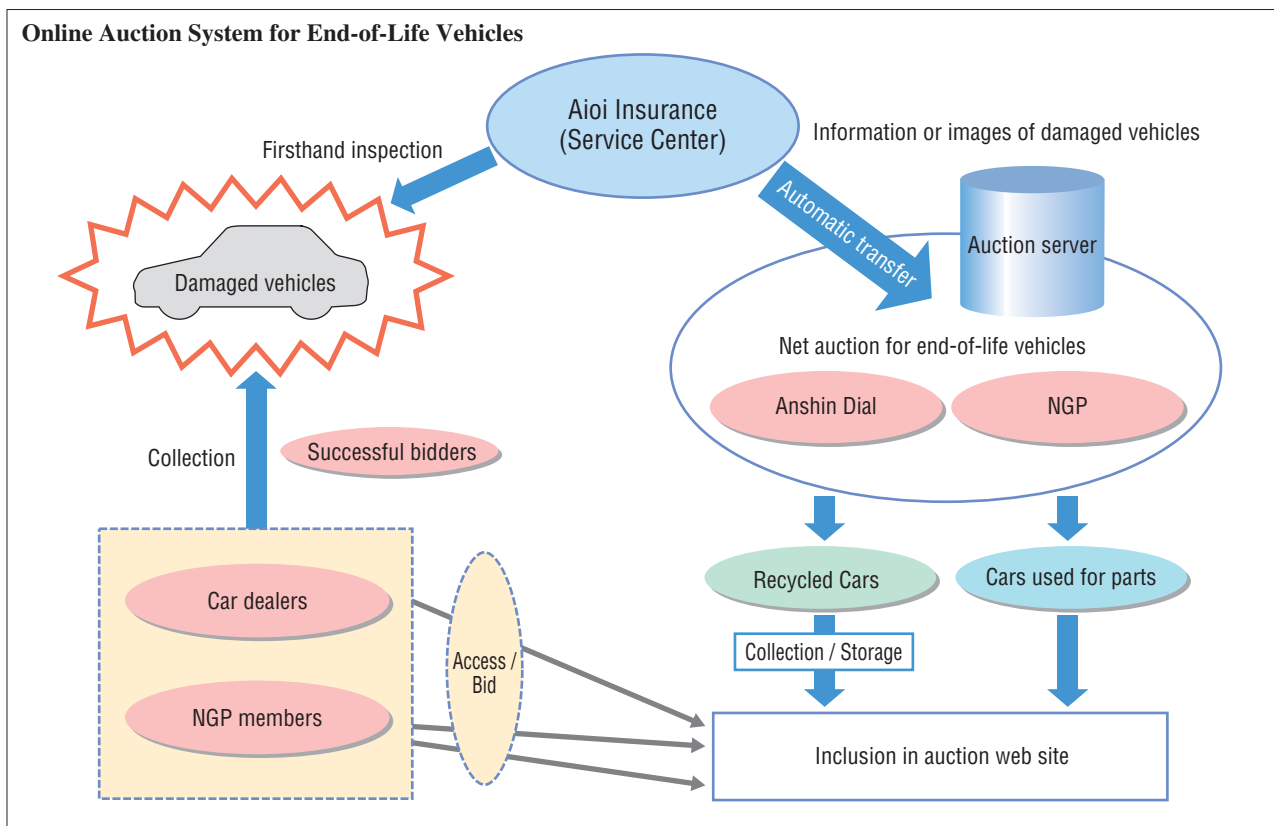 Online Auction System for End-of-Life Vehicles
Aioi Insurance
(Service Center)
Information or images of damaged vehicles
Firsthand inspection
Automatic transfer
Auction server
Damaged vehicles
Net auction for end-of-life vehicles
Anshin Dial
NGP
Collection
Successful bidders
Recycled Cars
Cars used for parts
Car dealers
Collection / Storage
Access /
Bid
NGP members
Inclusion in auction web site